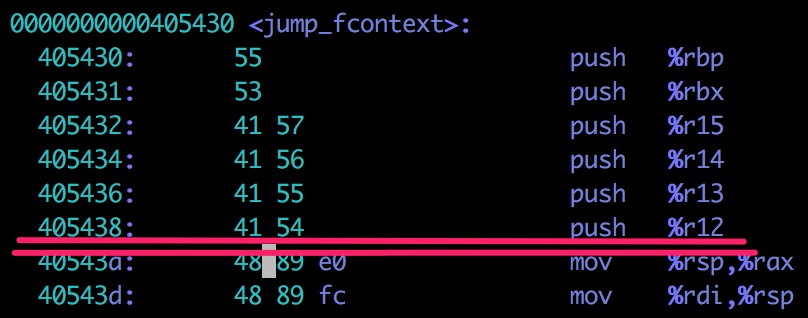 0000000000405430 <jump_fcontext>:
405430: 55 push %rbp
405431: 53 push %rbx
405432: 41 57 push %r15
405434: 41 56 push %r14
405436: 41 55 push %r13
405438: 41 54 push %r12
40543a: 48 89 e0 mov %rsp,%rax
40543d: 48 89 fc mov %rdi,%rsp